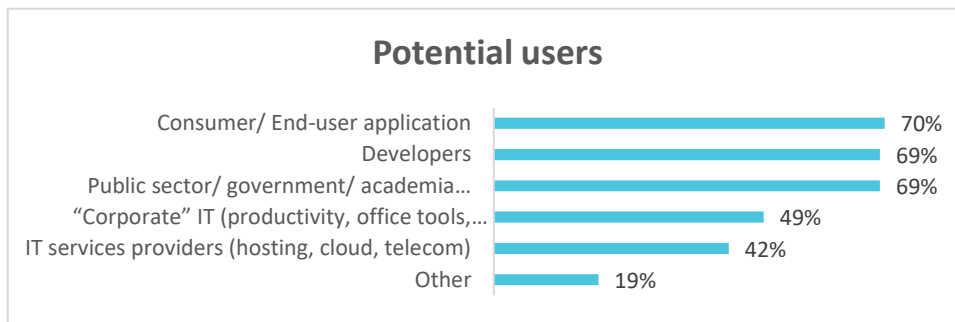 Potential users
Consumer/ End-user application 70%
Developers 69%
Public sector/ government/ academia… 69%
“Corporate” IT (productivity, office tools,… 49%
IT services providers (hosting, cloud, telecom) 42%
Other 19%